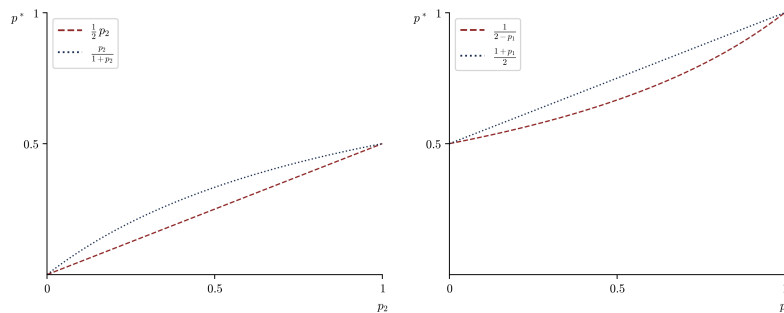 p* 1
0.5
0 0.5 1
p₂
½ p₂
p₂/(1+p₂)
p* 1
0.5
0 0.5
1/(2−p₁)
(1+p₁)/2